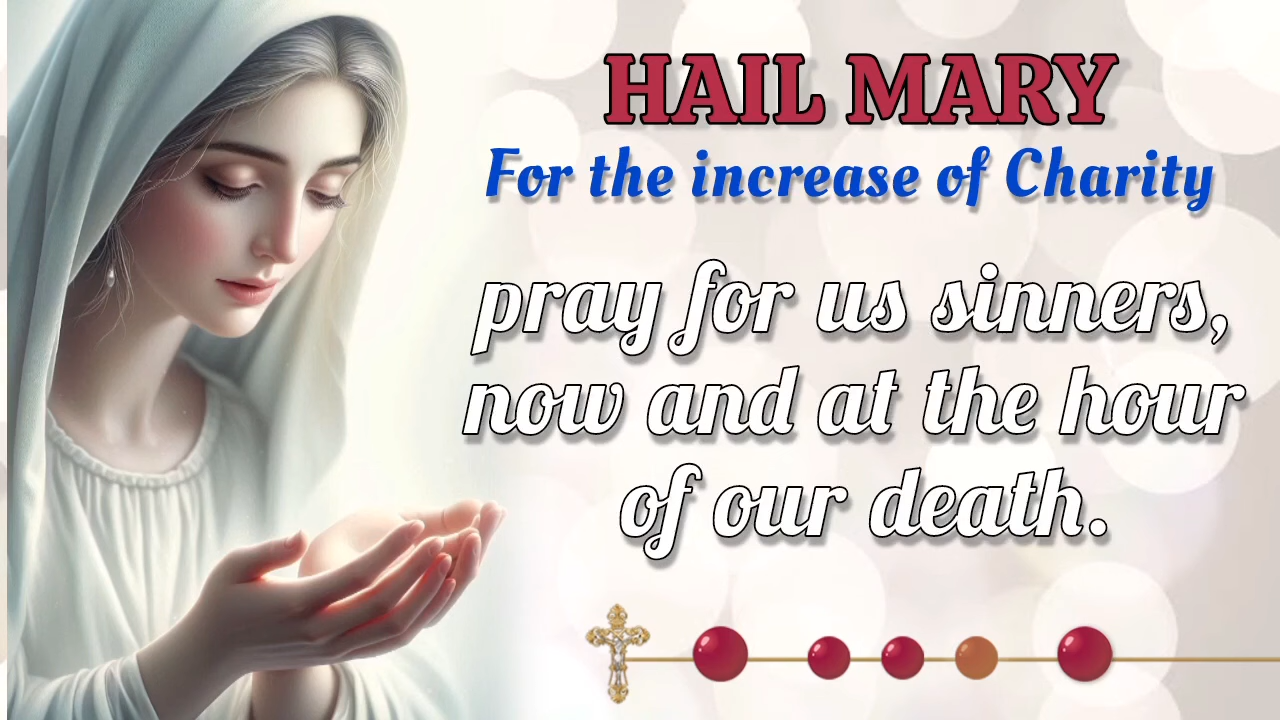 HAIL MARY
For the increase of Charity
pray for us sinners,
now and at the hour
of our death.